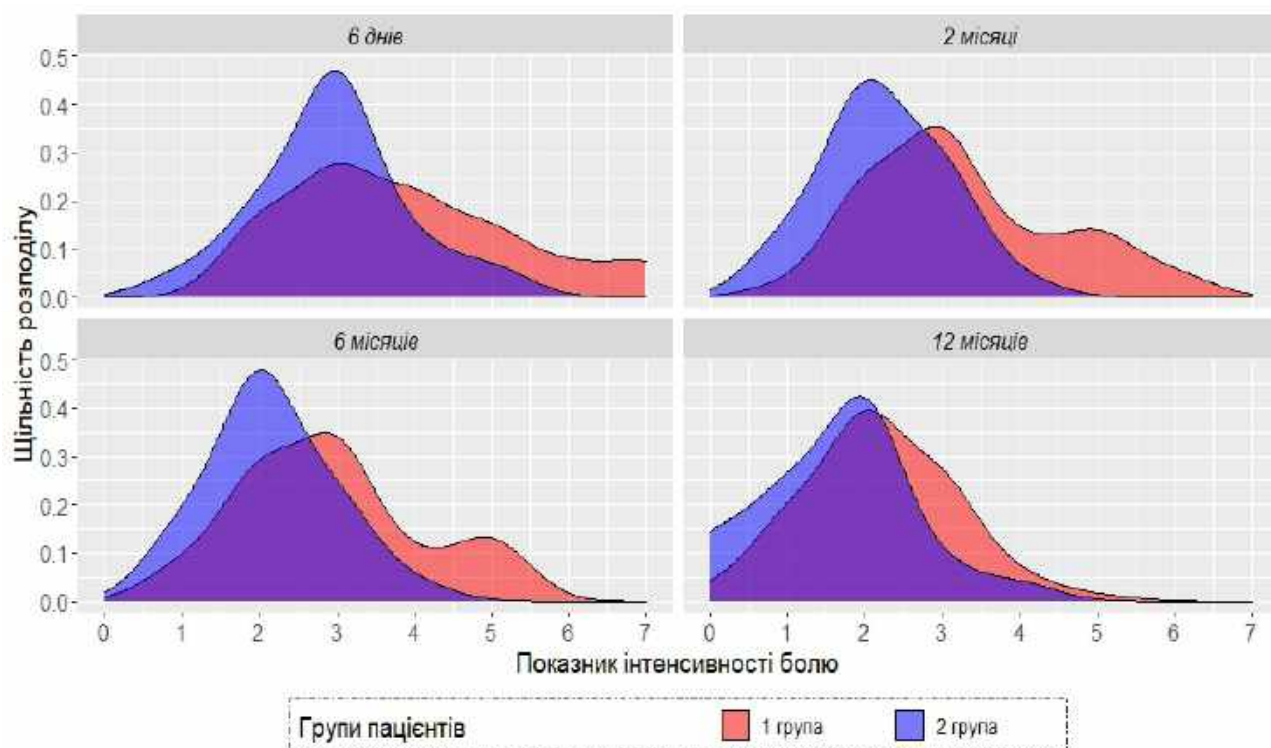 6 днів
2 місяці
0.5
0.4
0.3
0.2
0.1
0.0
6 місяців
12 місяців
0.5
0.4
0.3
0.2
0.1
0.0
Щільність розподілу
0 1 2 3 4 5 6 7
0 1 2 3 4 5 6 7
Показник інтенсивності болю
Групи пацієнтів
1 група
2 група